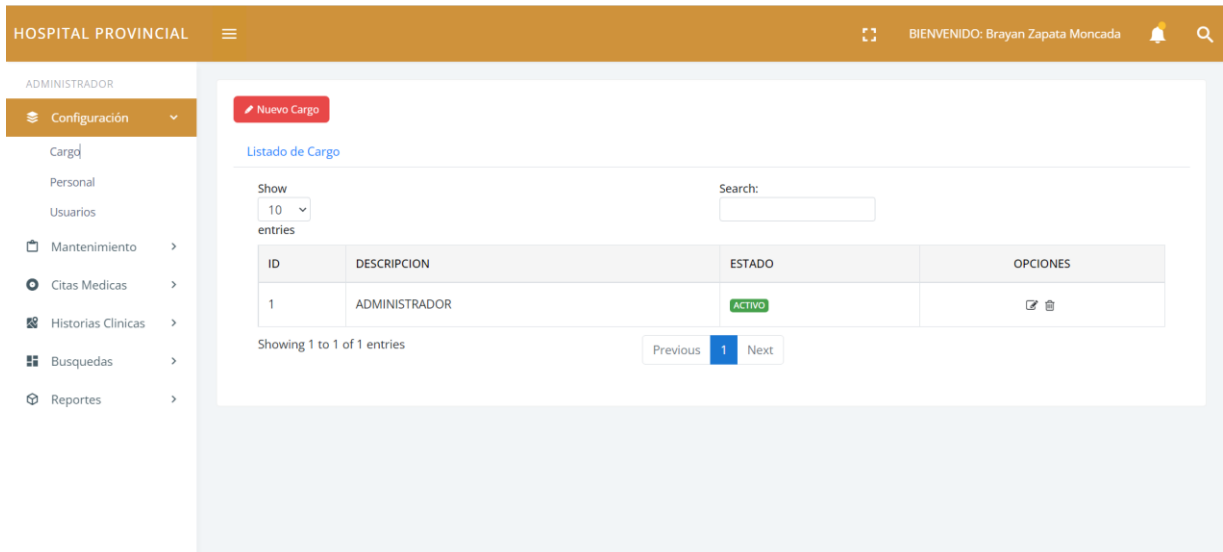 HOSPITAL PROVINCIAL
BIENVENIDO: Brayan Zapata Moncada
ADMINISTRADOR
Configuración
Cargo
Personal
Usuarios
Mantenimiento
Citas Medicas
Historias Clinicas
Busquedas
Reportes
Nuevo Cargo
Listado de Cargo
Show
10
entries
Search:
ID DESCRIPCION ESTADO OPCIONES
1 ADMINISTRADOR ACTIVO
Showing 1 to 1 of 1 entries
Previous 1 Next